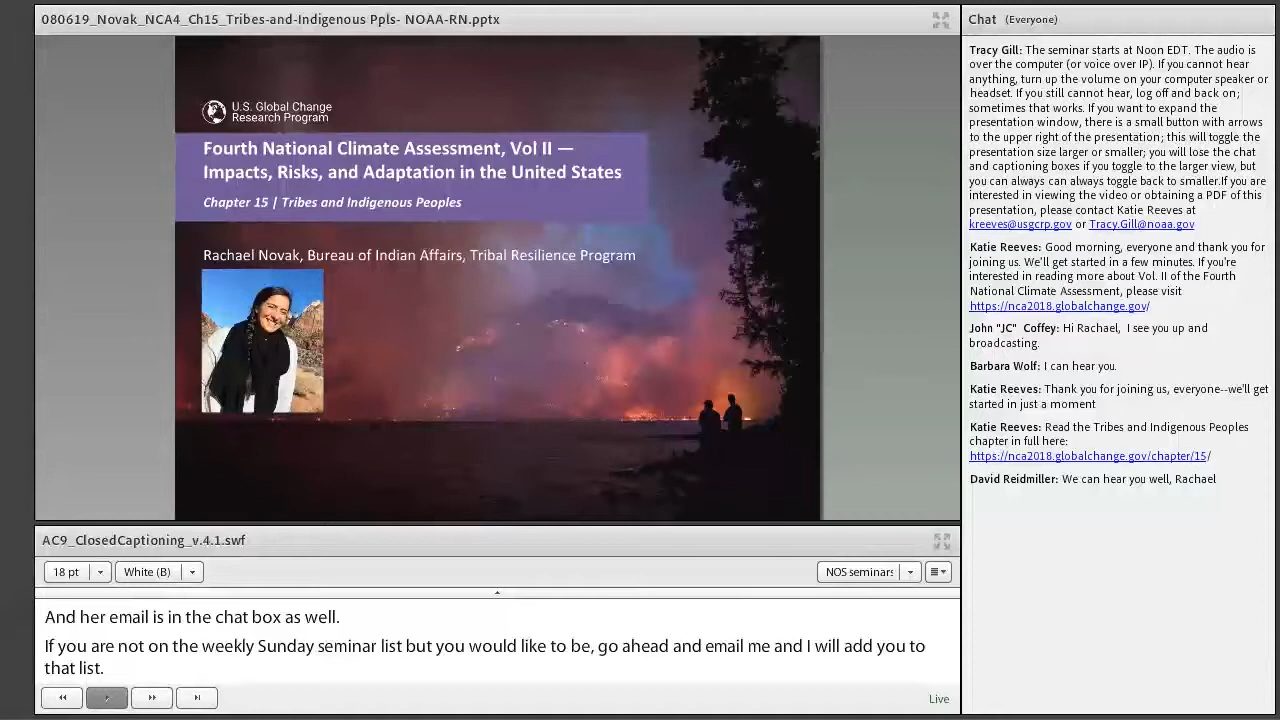 080619_Novak_NCA4_Ch15_Tribes-and-Indigenous Ppls- NOAA-RN.pptx
U.S. Global Change
Research Program
Fourth National Climate Assessment, Vol II —
Impacts, Risks, and Adaptation in the United States
Chapter 15 | Tribes and Indigenous Peoples
Rachael Novak, Bureau of Indian Affairs, Tribal Resilience Program
AC9_ClosedCaptioning_v.4.1.swf
18 pt
White (B)
NOS seminars
And her email is in the chat box as well.
If you are not on the weekly Sunday seminar list but you would like to be, go ahead and email me and I will add you to
that list.
Live
Chat (Everyone)
Tracy Gill: The seminar starts at Noon EDT. The audio is
over the computer (or voice over IP). If you cannot hear
anything, turn up the volume on your computer speaker or
headset. If you still cannot hear, log off and back on;
sometimes that works. If you want to expand the
presentation window, there is a small button with arrows
to the upper right of the presentation; this will toggle the
presentation size larger or smaller; you will lose the chat
and captioning boxes if you toggle to the larger view, but
you can always can always toggle back to smaller.If you are
interested in viewing the video or obtaining a PDF of this
presentation, please contact Katie Reeves at
kreeves@usgcrp.gov or Tracy.Gill@noaa.gov
Katie Reeves: Good morning, everyone and thank you for
joining us. We'll get started in a few minutes. If you're
interested in reading more about Vol. II of the Fourth
National Climate Assessment, please visit
https://nca2018.globalchange.gov/
John "JC" Coffey: Hi Rachael, I see you up and
broadcasting.
Barbara Wolf: I can hear you.
Katie Reeves: Thank you for joining us, everyone--we'll get
started in just a moment
Katie Reeves: Read the Tribes and Indigenous Peoples
chapter in full here:
https://nca2018.globalchange.gov/chapter/15/
David Reidmiller: We can hear you well, Rachael